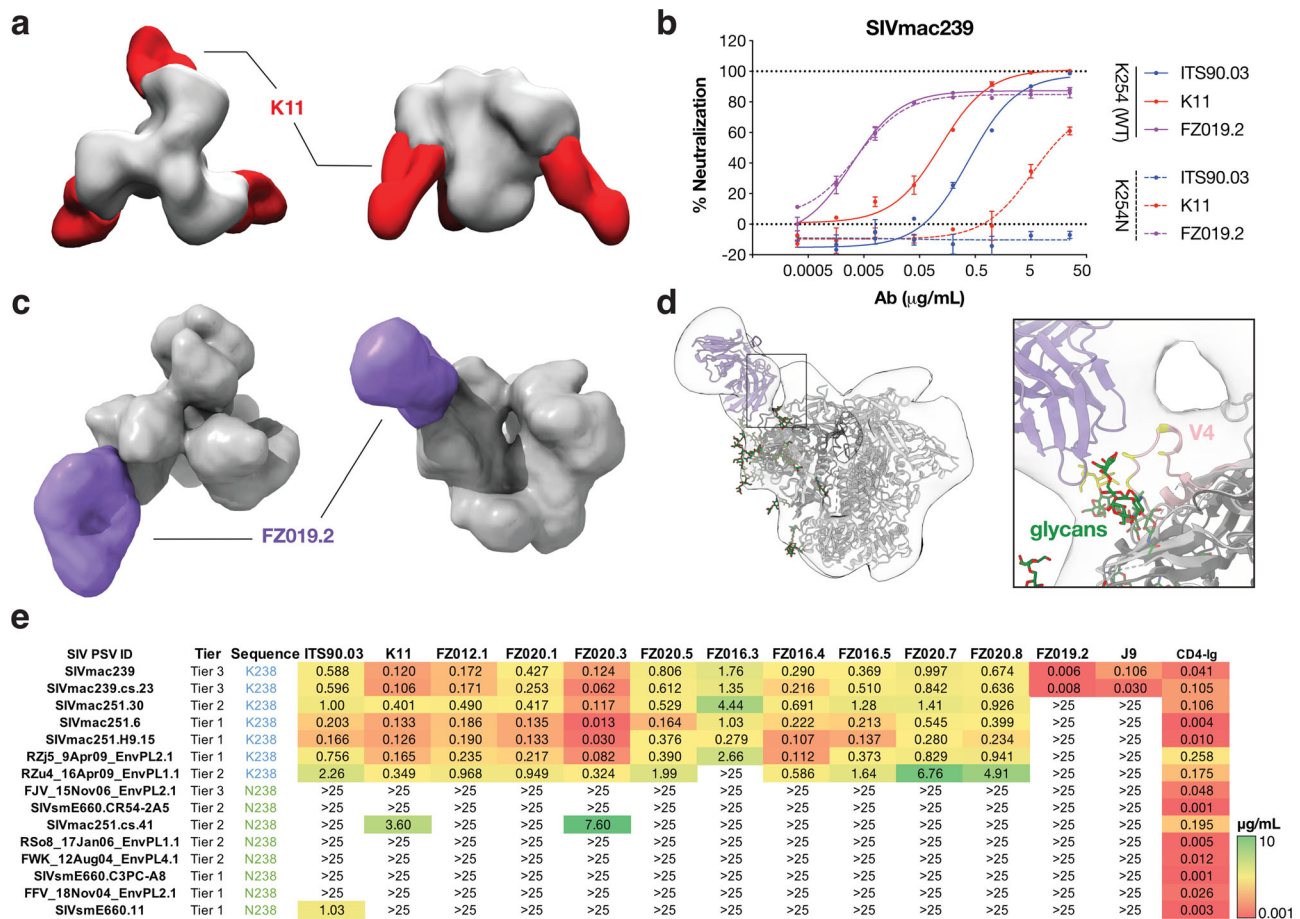 a
K11
b
SIVmac239
% Neutralization
120
100
80
60
40
20
0
-20
0.0005 0.005 0.05 0.5 5 50
Ab (μg/mL)
K254 (WT)
ITS90.03
K11
FZ019.2
K254N
ITS90.03
K11
FZ019.2
c
FZ019.2
d
V4
glycans
e
SIV PSV ID Tier Sequence ITS90.03 K11 FZ012.1 FZ020.1 FZ020.3 FZ020.5 FZ016.3 FZ016.4 FZ016.5 FZ020.7 FZ020.8 FZ019.2 J9 CD4-Ig
SIVmac239 Tier 3 K238 0.588 0.120 0.172 0.427 0.124 0.806 1.76 0.290 0.369 0.997 0.674 0.006 0.106 0.041
SIVmac239.cs.23 Tier 3 K238 0.596 0.106 0.171 0.253 0.062 0.612 1.35 0.216 0.510 0.842 0.636 0.008 0.030 0.105
SIVmac251.30 Tier 2 K238 1.00 0.401 0.490 0.417 0.117 0.529 4.44 0.691 1.28 1.41 0.926 >25 >25 0.106
SIVmac251.6 Tier 1 K238 0.203 0.133 0.186 0.135 0.013 0.164 1.03 0.222 0.213 0.545 0.399 >25 >25 0.004
SIVmac251.H9.15 Tier 1 K238 0.166 0.126 0.190 0.133 0.030 0.376 0.279 0.107 0.137 0.280 0.234 >25 >25 0.010
RZj5_9Apr09_EnvPL2.1 Tier 1 K238 0.756 0.165 0.235 0.217 0.082 0.390 2.66 0.112 0.373 0.829 0.941 >25 >25 0.258
RZu4_16Apr09_EnvPL1.1 Tier 2 K238 2.26 0.349 0.968 0.949 0.324 1.99 >25 0.586 1.64 6.76 4.91 >25 >25 0.175
FJV_15Nov06_EnvPL2.1 Tier 3 N238 >25 >25 >25 >25 >25 >25 >25 >25 >25 >25 >25 >25 >25 0.048
SIVsmE660.CR54-2A5 Tier 2 N238 >25 >25 >25 >25 >25 >25 >25 >25 >25 >25 >25 >25 >25 0.001
SIVmac251.cs.41 Tier 2 N238 >25 3.60 >25 >25 7.60 >25 >25 >25 >25 >25 >25 >25 >25 0.195
RSo8_17Jan06_EnvPL1.1 Tier 2 N238 >25 >25 >25 >25 >25 >25 >25 >25 >25 >25 >25 >25 >25 0.005
FWK_12Aug04_EnvPL4.1 Tier 2 N238 >25 >25 >25 >25 >25 >25 >25 >25 >25 >25 >25 >25 >25 0.012
SIVsmE660.C3PC-A8 Tier 1 N238 >25 >25 >25 >25 >25 >25 >25 >25 >25 >25 >25 >25 >25 0.001
FFV_18Nov04_EnvPL2.1 Tier 1 N238 >25 >25 >25 >25 >25 >25 >25 >25 >25 >25 >25 >25 >25 0.026
SIVsmE660.11 Tier 1 N238 1.03 >25 >25 >25 >25 >25 >25 >25 >25 >25 >25 >25 >25 0.003
μg/mL
10
0.001